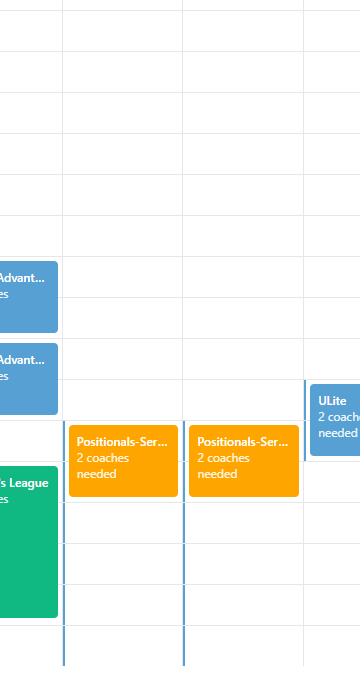 Advant...
es
Advant...
es
's League
es
Positionals-Ser...
2 coaches
needed
Positionals-Ser...
2 coaches
needed
ULite
2 coach
needed